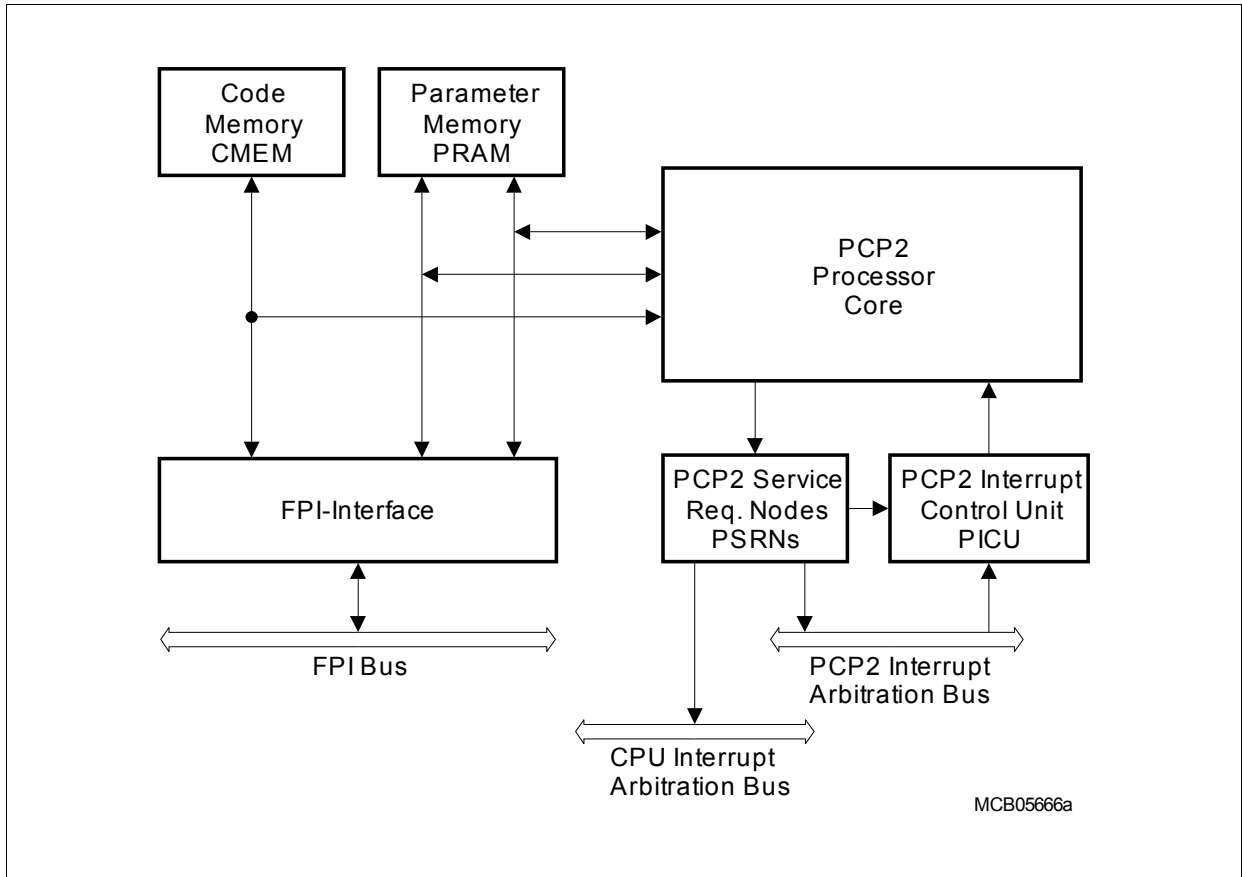 Code
Memory
CMEM
Parameter
Memory
PRAM
PCP2
Processor
Core
FPI-Interface
PCP2 Service
Req. Nodes
PSRNs
PCP2 Interrupt
Control Unit
PICU
FPI Bus
PCP2 Interrupt
Arbitration Bus
CPU Interrupt
Arbitration Bus
MCB05666a